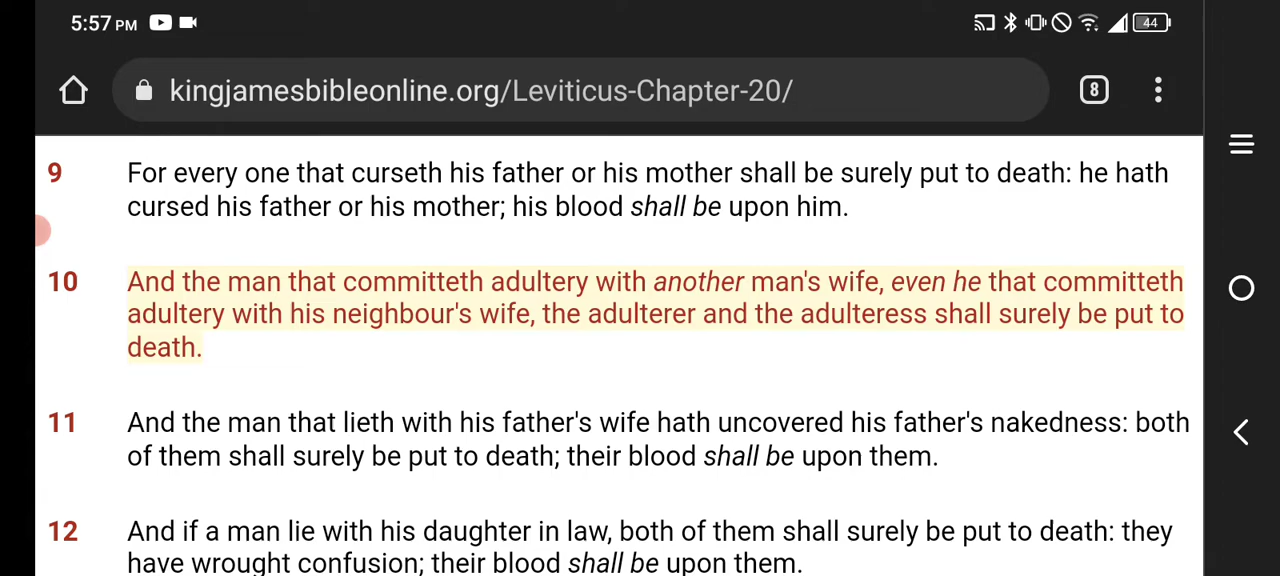 5:57 PM
44
kingjamesbibleonline.org/Leviticus-Chapter-20/
8
9 For every one that curseth his father or his mother shall be surely put to death: he hath
cursed his father or his mother; his blood shall be upon him.
10 And the man that committeth adultery with another man's wife, even he that committeth
adultery with his neighbour's wife, the adulterer and the adulteress shall surely be put to
death.
11 And the man that lieth with his father's wife hath uncovered his father's nakedness: both
of them shall surely be put to death; their blood shall be upon them.
12 And if a man lie with his daughter in law, both of them shall surely be put to death: they
have wrought confusion; their blood shall be upon them.